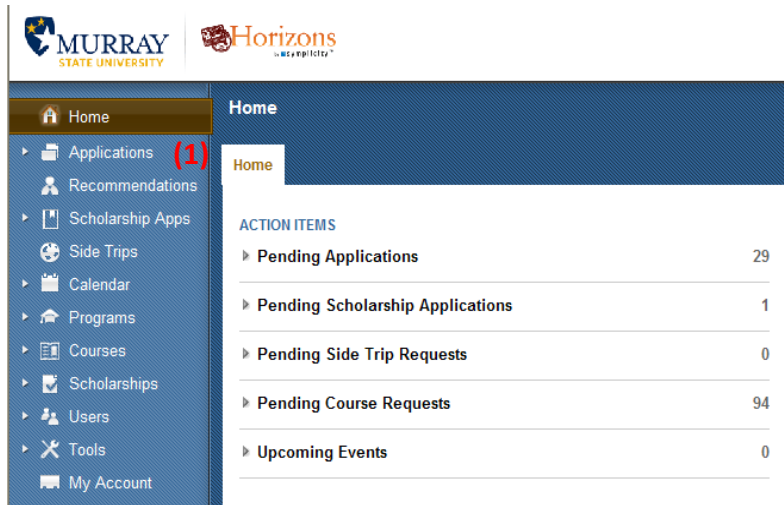 MURRAY
STATE UNIVERSITY
Horizons
by symplicity
Home
Applications (1)
Recommendations
Scholarship Apps
Side Trips
Calendar
Programs
Courses
Scholarships
Users
Tools
My Account
Home
Home
ACTION ITEMS
Pending Applications 29
Pending Scholarship Applications 1
Pending Side Trip Requests 0
Pending Course Requests 94
Upcoming Events 0